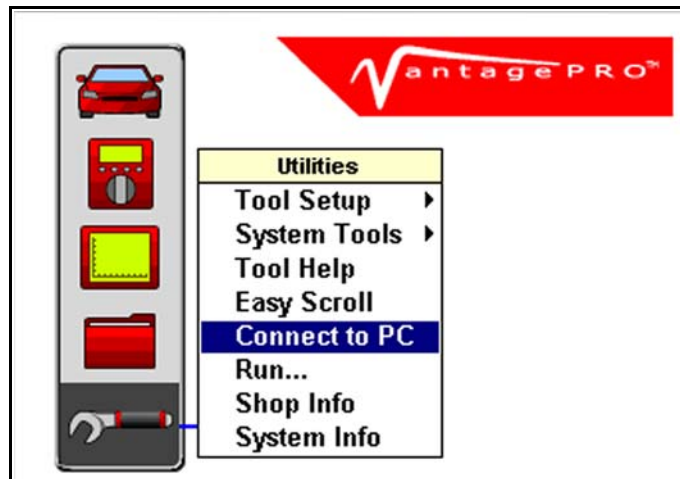 VantagePRO™
Utilities
Tool Setup
System Tools
Tool Help
Easy Scroll
Connect to PC
Run...
Shop Info
System Info